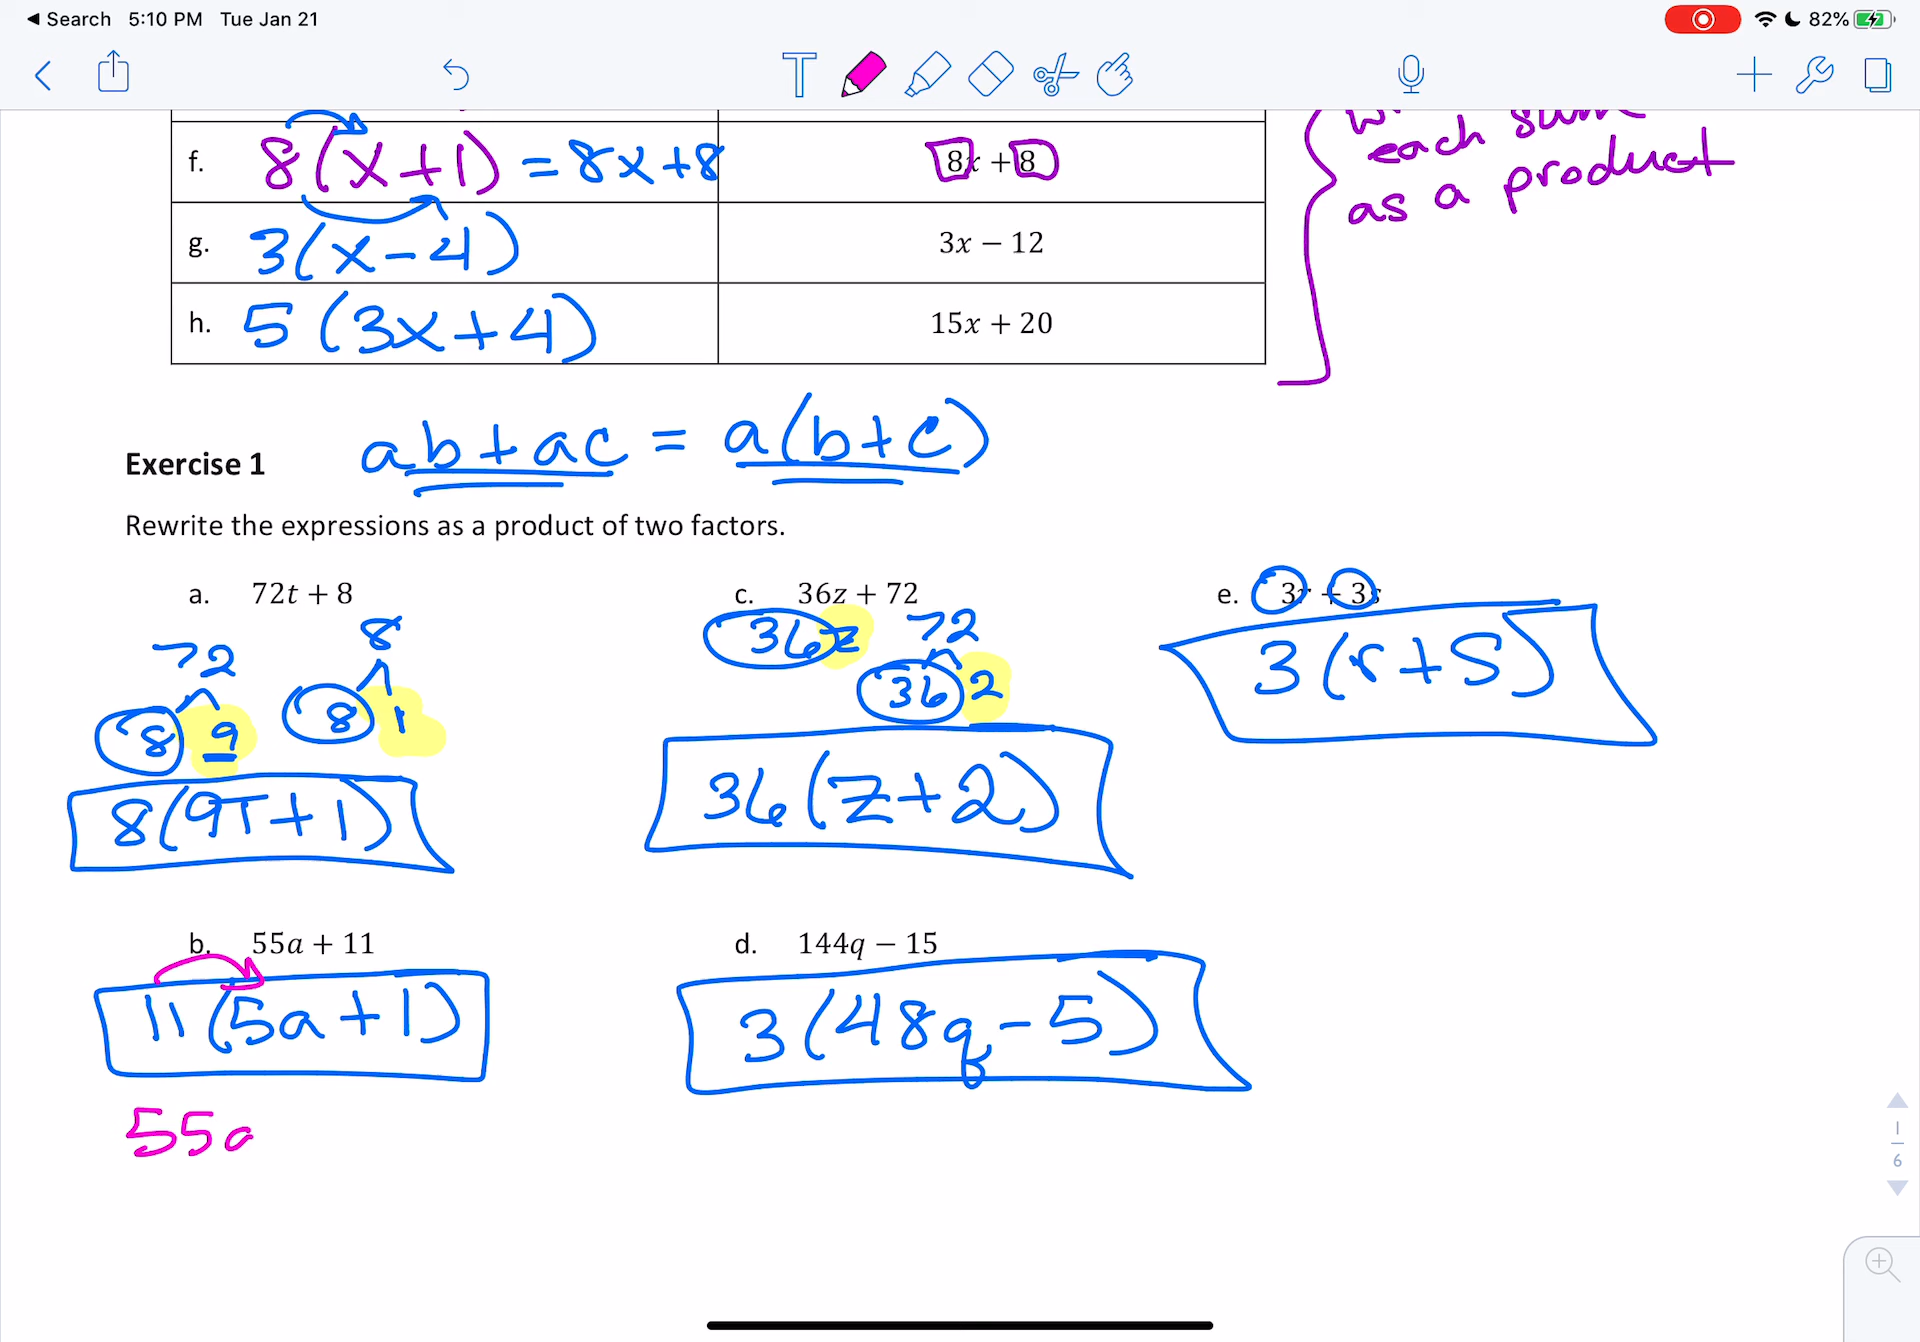 Search 5:10 PM Tue Jan 21 82%
each sum
as a product
f. 8(x+1) = 8x+8 8x + 8
g. 3(x-4) 3x − 12
h. 5(3x+4) 15x + 20
Exercise 1 ab+ac = a(b+c)
Rewrite the expressions as a product of two factors.
a. 72t + 8
72 8
8 9 8 1
8(9T+1)
c. 36z + 72
36z 72
36 2
36(z+2)
e. 3r + 3s
3(r+s)
b. 55a + 11
11(5a+1)
55a
d. 144q − 15
3(48q-5)
1
6